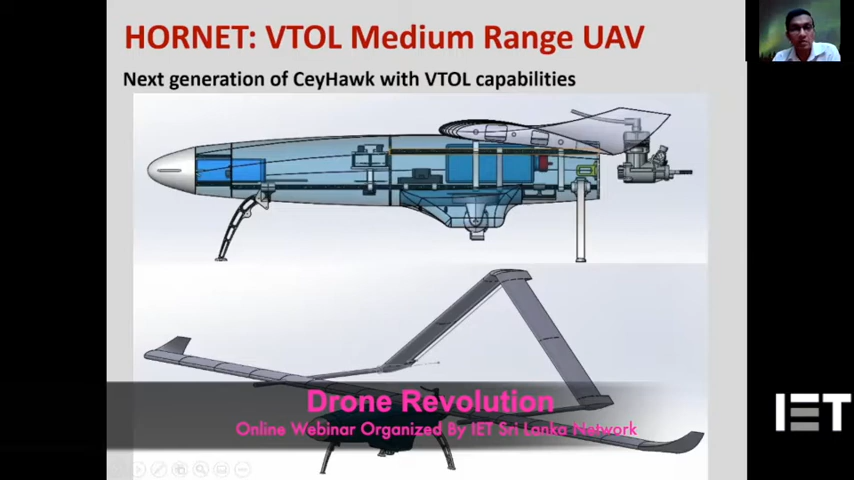 HORNET: VTOL Medium Range UAV
Next generation of CeyHawk with VTOL capabilities
Drone Revolution
Online Webinar Organized By IET Sri Lanka Network
IET